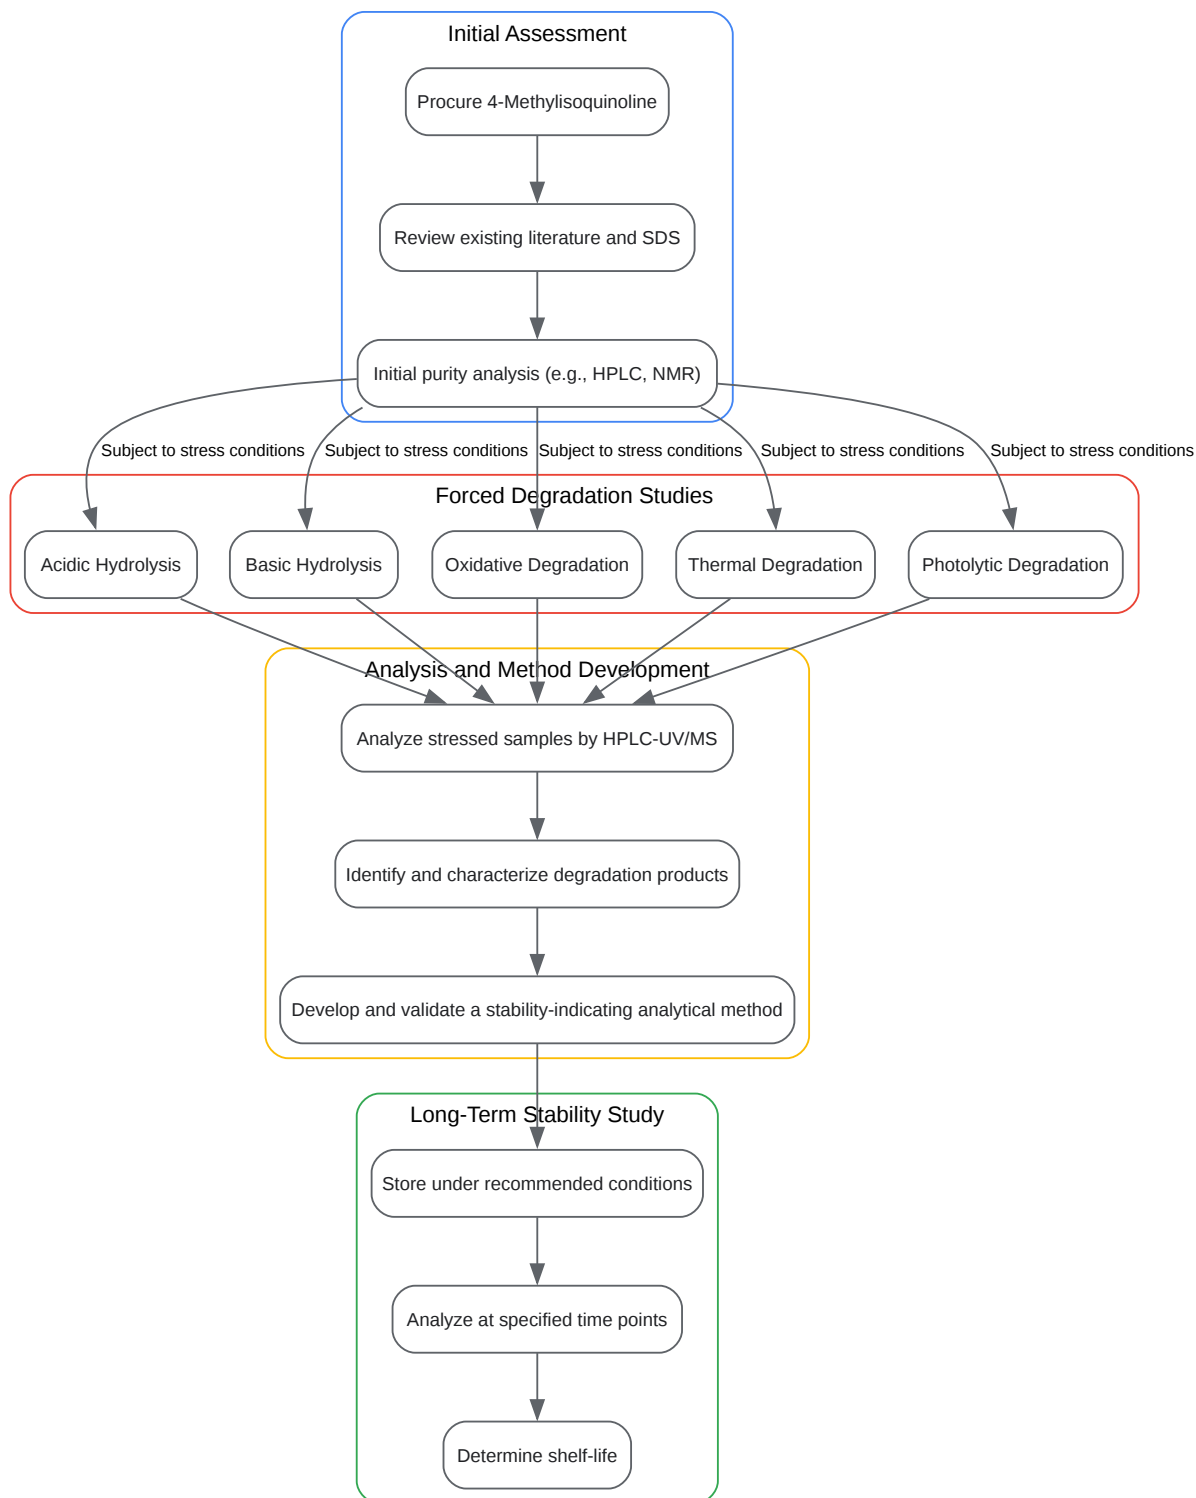 Initial Assessment
Procure 4-Methylisoquinoline
Review existing literature and SDS
Initial purity analysis (e.g., HPLC, NMR)
Subject to stress conditions
Subject to stress conditions
Subject to stress conditions
Subject to stress conditions
Subject to stress conditions
Forced Degradation Studies
Acidic Hydrolysis
Basic Hydrolysis
Oxidative Degradation
Thermal Degradation
Photolytic Degradation
Analysis and Method Development
Analyze stressed samples by HPLC-UV/MS
Identify and characterize degradation products
Develop and validate a stability-indicating analytical method
Long-Term Stability Study
Store under recommended conditions
Analyze at specified time points
Determine shelf-life